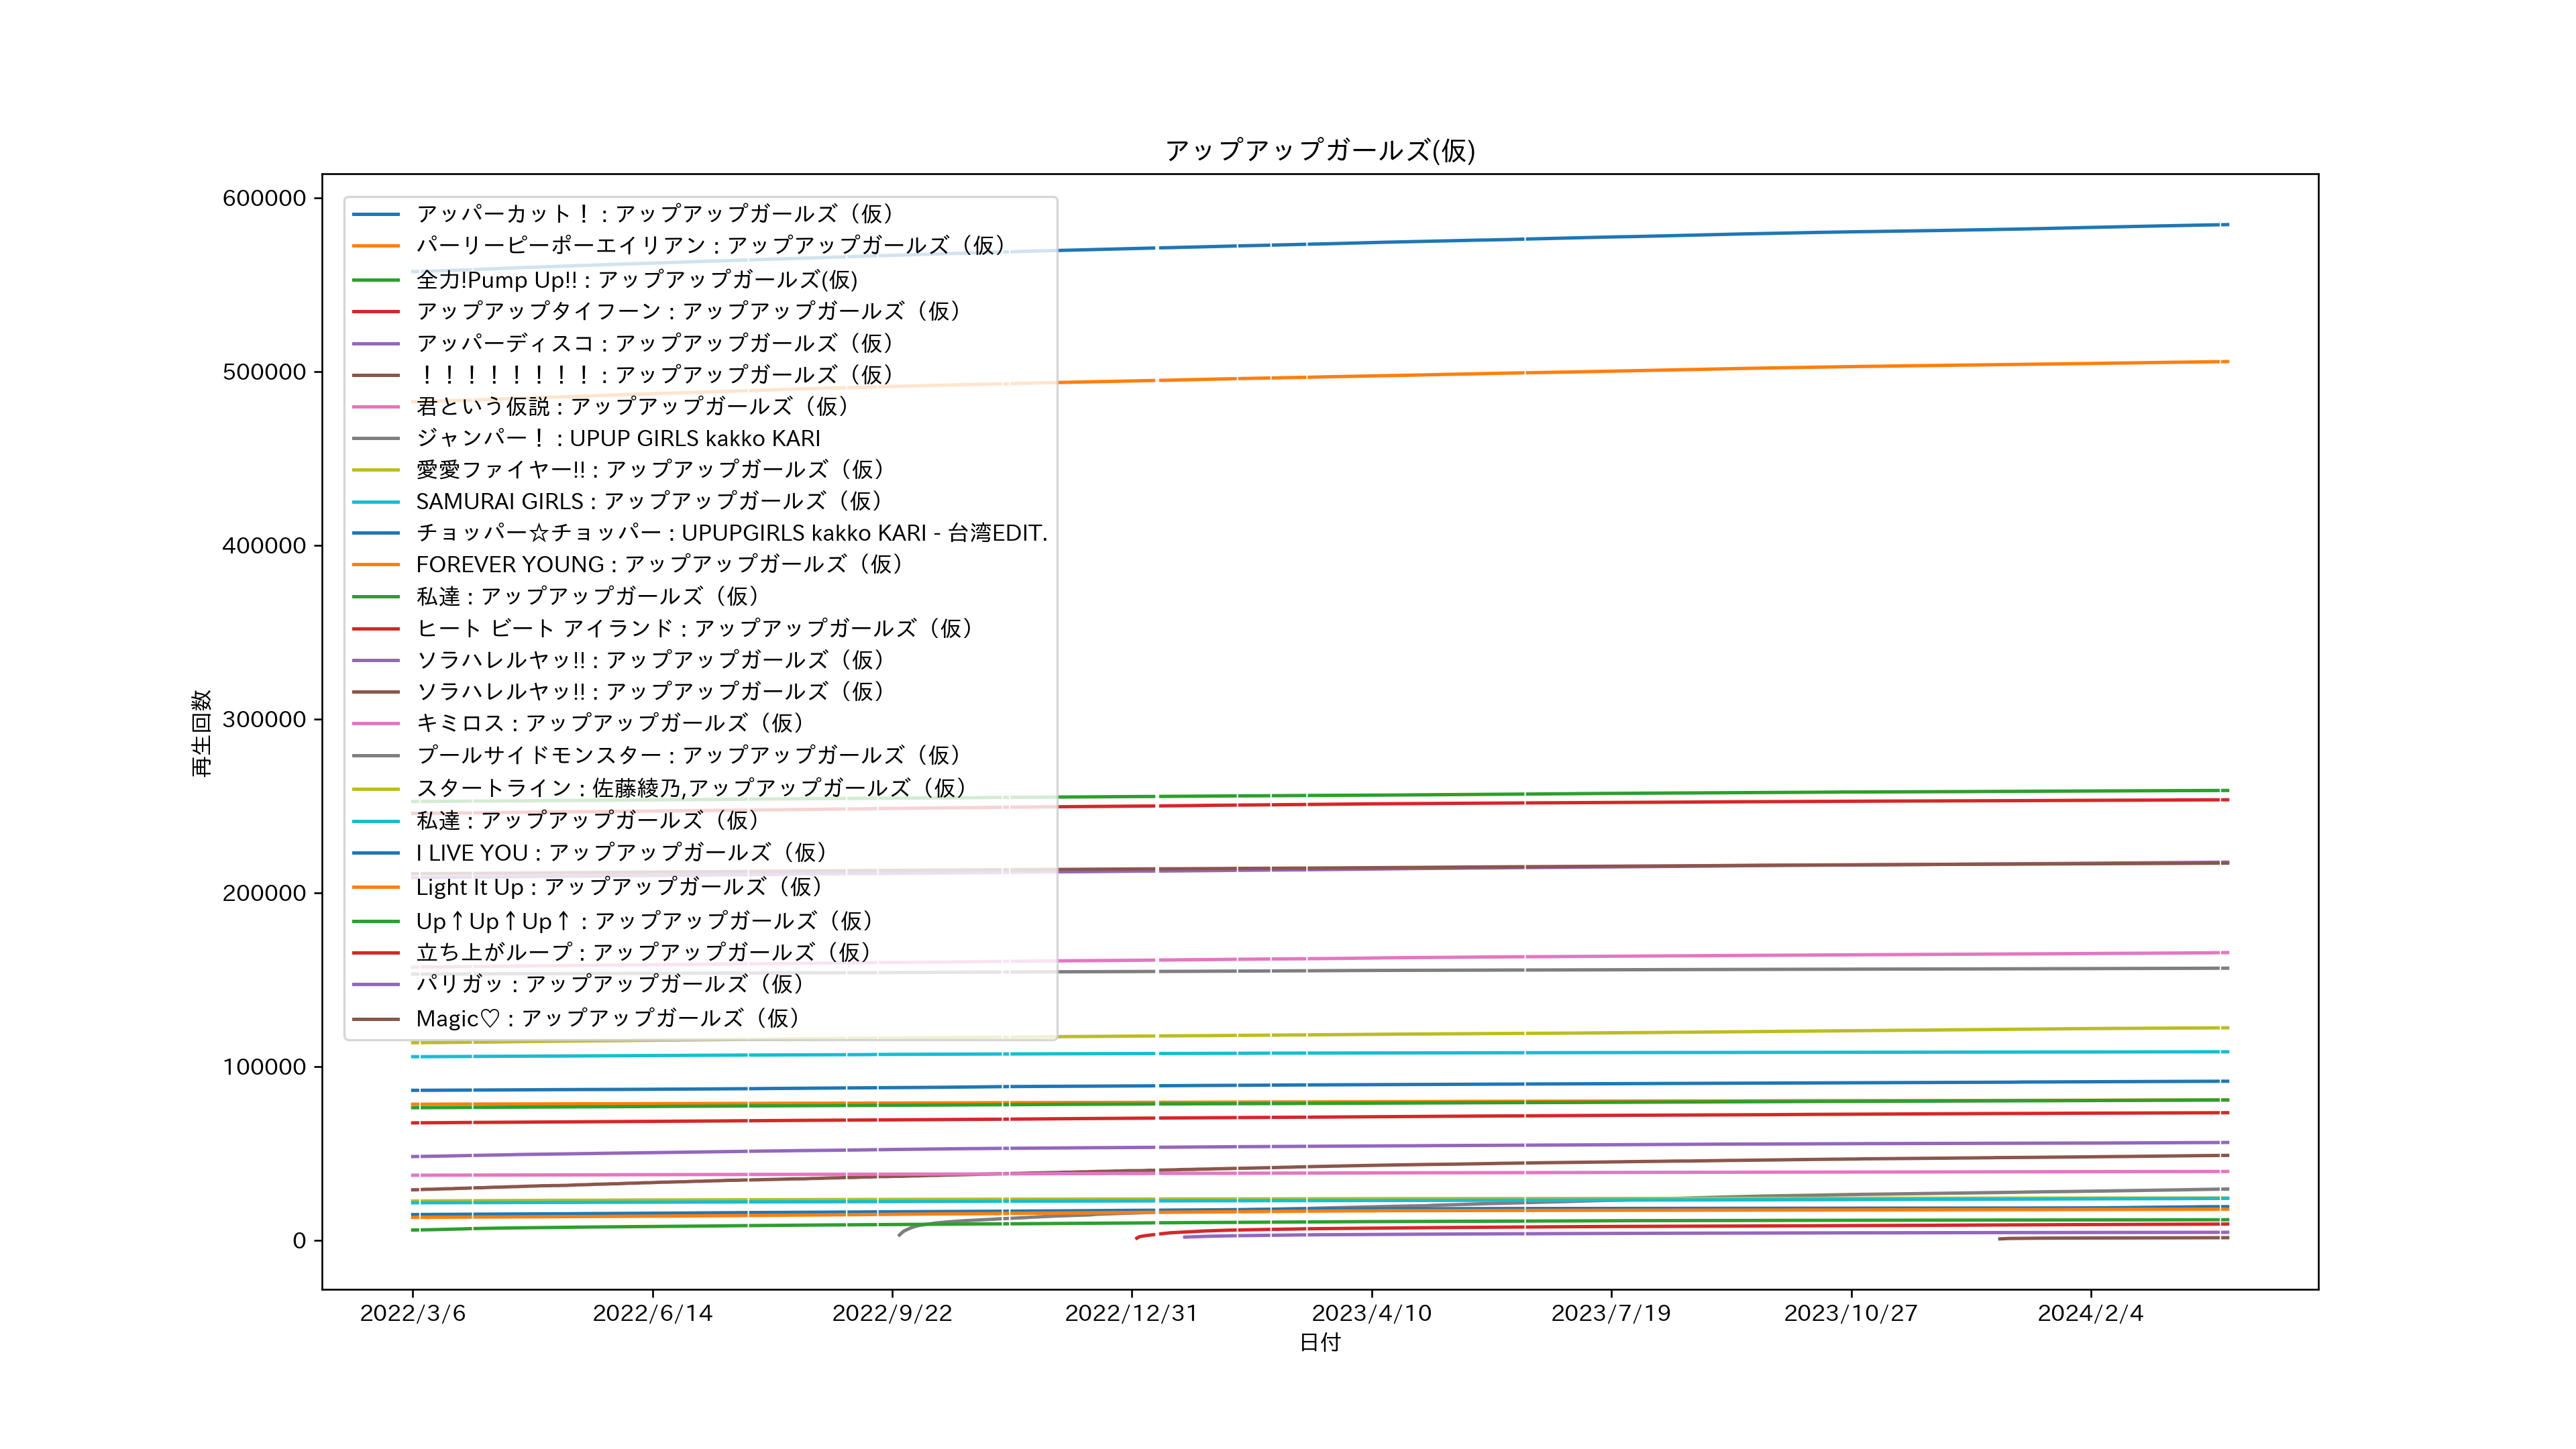 アップアップガールズ(仮)
600000
500000
400000
300000
200000
100000
0
再生回数
アッパーカット！ : アップアップガールズ（仮）
パーリーピーポーエイリアン : アップアップガールズ（仮）
全力!Pump Up!! : アップアップガールズ(仮)
アップアップタイフーン : アップアップガールズ（仮）
アッパーディスコ : アップアップガールズ（仮）
！！！！！！！！ : アップアップガールズ（仮）
君という仮説 : アップアップガールズ（仮）
ジャンパー！ : UPUP GIRLS kakko KARI
愛愛ファイヤー!! : アップアップガールズ（仮）
SAMURAI GIRLS : アップアップガールズ（仮）
チョッパー☆チョッパー : UPUPGIRLS kakko KARI - 台湾EDIT.
FOREVER YOUNG : アップアップガールズ（仮）
私達 : アップアップガールズ（仮）
ヒート ビート アイランド : アップアップガールズ（仮）
ソラハレルヤッ!! : アップアップガールズ（仮）
ソラハレルヤッ!! : アップアップガールズ（仮）
キミロス : アップアップガールズ（仮）
プールサイドモンスター : アップアップガールズ（仮）
スタートライン : 佐藤綾乃,アップアップガールズ（仮）
私達 : アップアップガールズ（仮）
I LIVE YOU : アップアップガールズ（仮）
Light It Up : アップアップガールズ（仮）
Up↑Up↑Up↑ : アップアップガールズ（仮）
立ち上がループ : アップアップガールズ（仮）
パリガッ : アップアップガールズ（仮）
Magic♡ : アップアップガールズ（仮）
2022/3/6 2022/6/14 2022/9/22 2022/12/31 2023/4/10 2023/7/19 2023/10/27 2024/2/4
日付